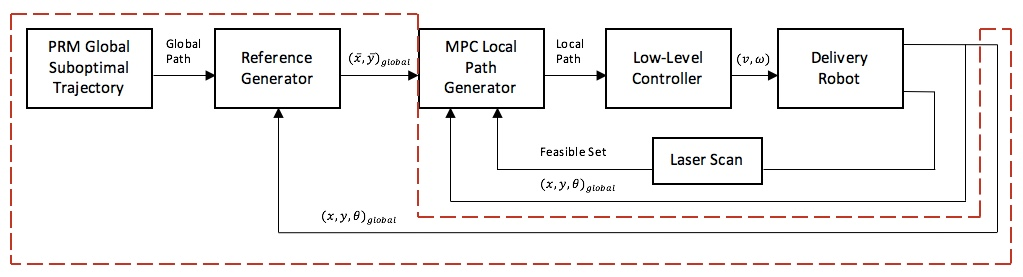 PRM Global
Suboptimal
Trajectory
Global
Path
Reference
Generator
(x̄, ȳ)global
MPC Local
Path
Generator
Local
Path
Low-Level
Controller
(v, ω)
Delivery
Robot
Feasible Set
Laser Scan
(x, y, θ)global
(x, y, θ)global